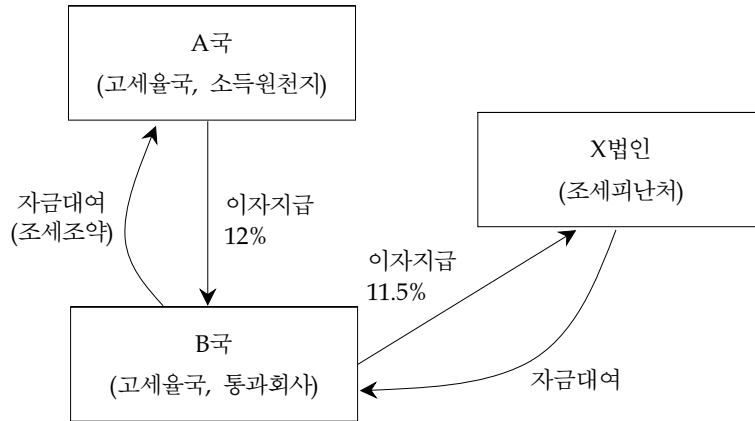 A국
(고세율국, 소득원천지)
X법인
(조세피난처)
자금대여
(조세조약)
이자지급
12%
이자지급
11.5%
B국
(고세율국, 통과회사)
자금대여